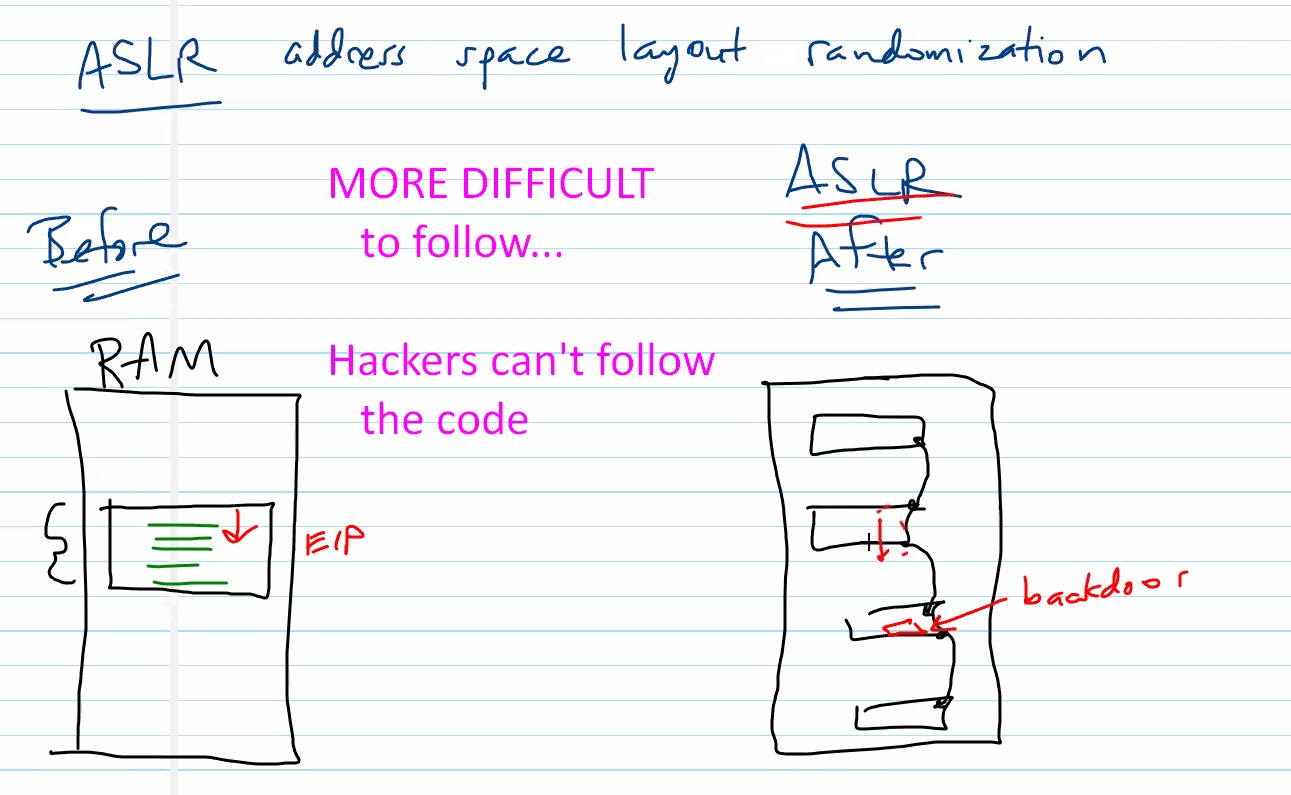 ASLR address space layout randomization
MORE DIFFICULT
to follow...
ASLR
Before
After
RAM
Hackers can't follow
the code
EIP
backdoor